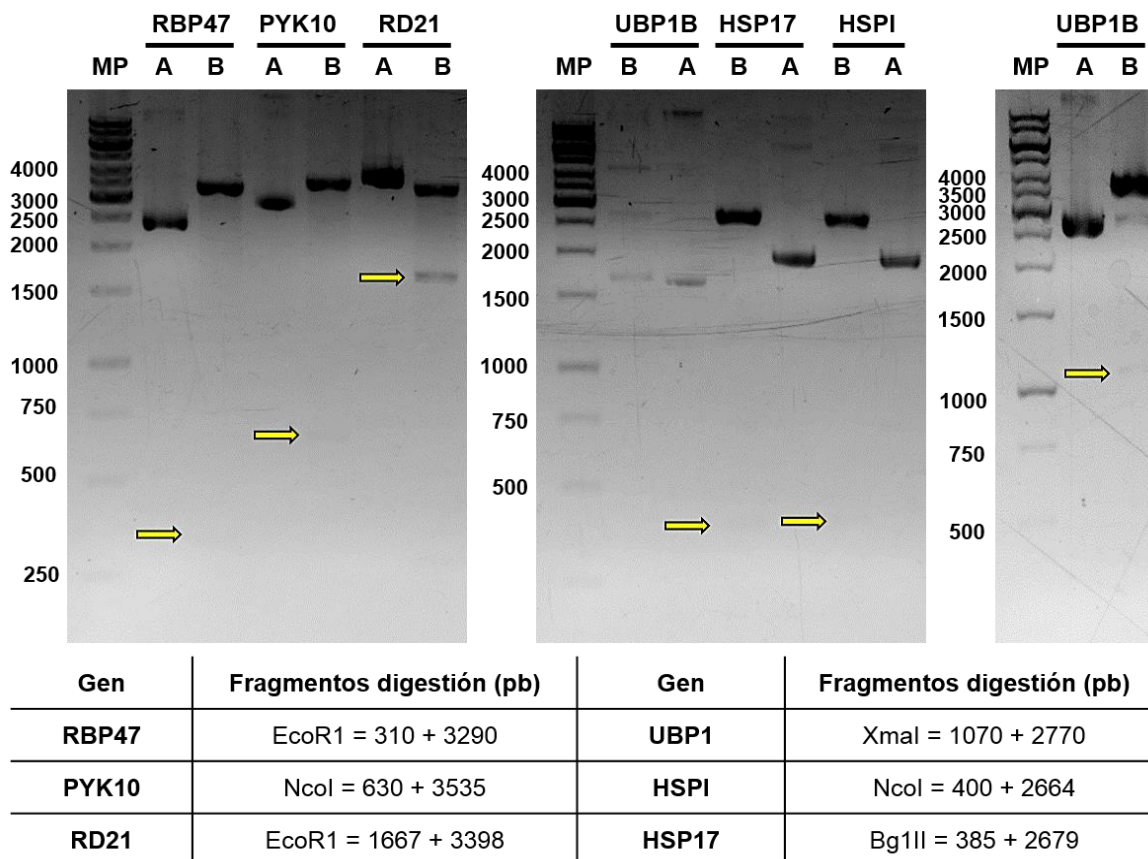 RBP47 PYK10 RD21
MP A B A B A B
4000
3000
2500
2000
1500
1000
750
500
250
UBP1B HSP17 HSPI
MP B A B A B A
4000
3000
2500
2000
1500
1000
750
500
UBP1B
MP A B
4000
3500
3000
2500
2000
1500
1000
750
500
Gen Fragmentos digestión (pb) Gen Fragmentos digestión (pb)
RBP47 EcoR1 = 310 + 3290 UBP1 XmaI = 1070 + 2770
PYK10 NcoI = 630 + 3535 HSPI NcoI = 400 + 2664
RD21 EcoR1 = 1667 + 3398 HSP17 Bg1II = 385 + 2679